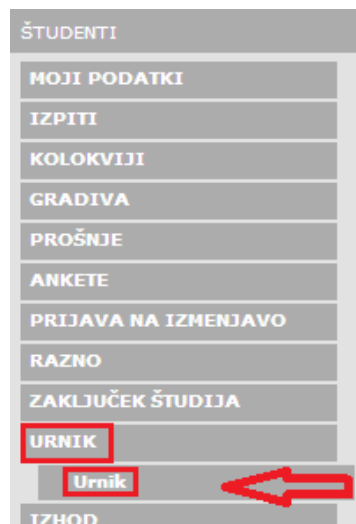 ŠTUDENTI
MOJI PODATKI
IZPITI
KOLOKVIJI
GRADIVA
PROŠNJE
ANKETE
PRIJAVA NA IZMENJAVO
RAZNO
ZAKLJUČEK ŠTUDIJA
URNIK
Urnik
IZHOD